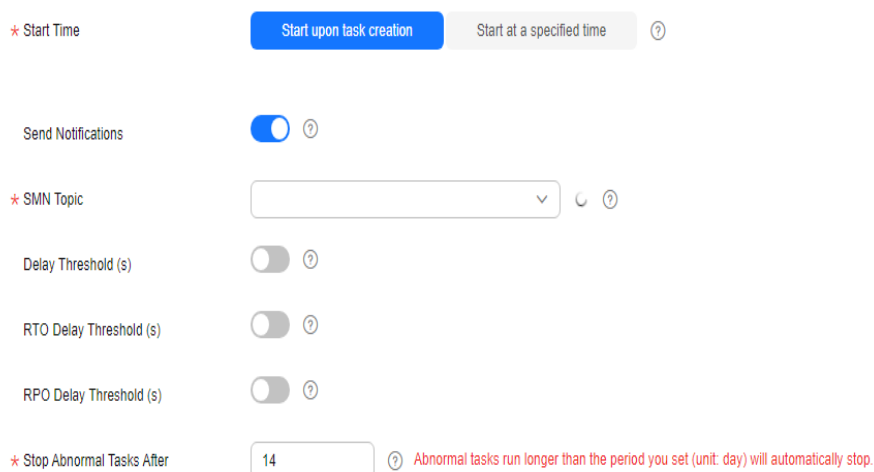 * Start Time Start upon task creation Start at a specified time ?
Send Notifications ?
* SMN Topic ?
Delay Threshold (s) ?
RTO Delay Threshold (s) ?
RPO Delay Threshold (s) ?
* Stop Abnormal Tasks After 14 ? Abnormal tasks run longer than the period you set (unit: day) will automatically stop.